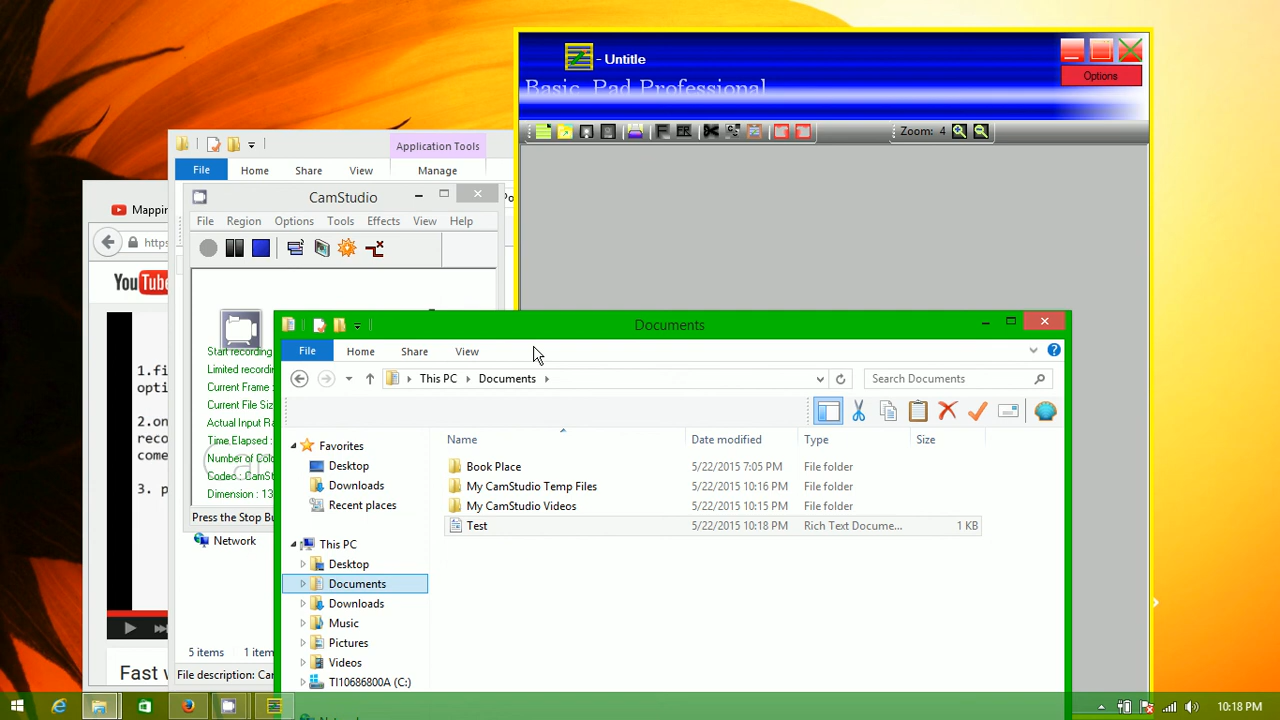 - Untitle
Basic Pad Professional
Options
Zoom: 4
Application Tools
File Home Share View Manage
CamStudio
File Region Options Tools Effects View Help
Mappin
https
YouTube
1.fi
opti
2.on
reco
come
3. p
Start recording
Limited recording
Current Frame :
Current File Siz
Actual Input Ra
Time Elapsed :
Number of Colo
Codec : CamSt
Dimension : 13
Press the Stop Bu
Network
5 items 1 item
File description: Car
Fast w
Documents
File Home Share View
This PC Documents
Search Documents
Name Date modified Type Size
Book Place 5/22/2015 7:05 PM File folder
My CamStudio Temp Files 5/22/2015 10:16 PM File folder
My CamStudio Videos 5/22/2015 10:15 PM File folder
Test 5/22/2015 10:18 PM Rich Text Docume... 1 KB
Favorites
Desktop
Downloads
Recent places
This PC
Desktop
Documents
Downloads
Music
Pictures
Videos
TI10686800A (C:)
10:18 PM